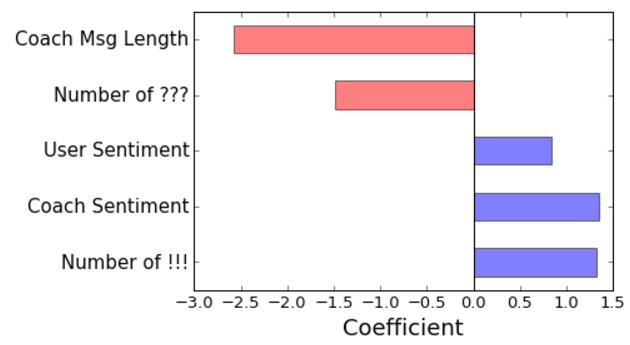 Coach Msg Length
Number of ???
User Sentiment
Coach Sentiment
Number of !!!
−3.0 −2.5 −2.0 −1.5 −1.0 −0.5 0.0 0.5 1.0 1.5
Coefficient